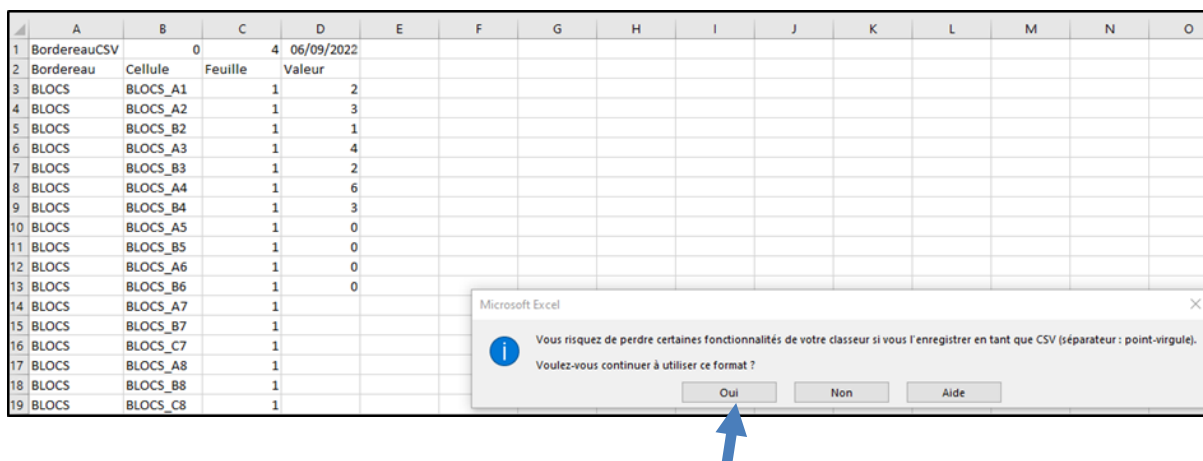 A B C D E F G H I J K L M N O
1 BordereauCSV 0 4 06/09/2022
2 Bordereau Cellule Feuille Valeur
3 BLOCS BLOCS_A1 1 2
4 BLOCS BLOCS_A2 1 3
5 BLOCS BLOCS_B2 1 1
6 BLOCS BLOCS_A3 1 4
7 BLOCS BLOCS_B3 1 2
8 BLOCS BLOCS_A4 1 6
9 BLOCS BLOCS_B4 1 3
10 BLOCS BLOCS_A5 1 0
11 BLOCS BLOCS_B5 1 0
12 BLOCS BLOCS_A6 1 0
13 BLOCS BLOCS_B6 1 0
14 BLOCS BLOCS_A7 1
15 BLOCS BLOCS_B7 1
16 BLOCS BLOCS_C7 1
17 BLOCS BLOCS_A8 1
18 BLOCS BLOCS_B8 1
19 BLOCS BLOCS_C8 1
Microsoft Excel
Vous risquez de perdre certaines fonctionnalités de votre classeur si vous l'enregistrer en tant que CSV (séparateur : point-virgule).
Voulez-vous continuer à utiliser ce format ?
Oui Non Aide